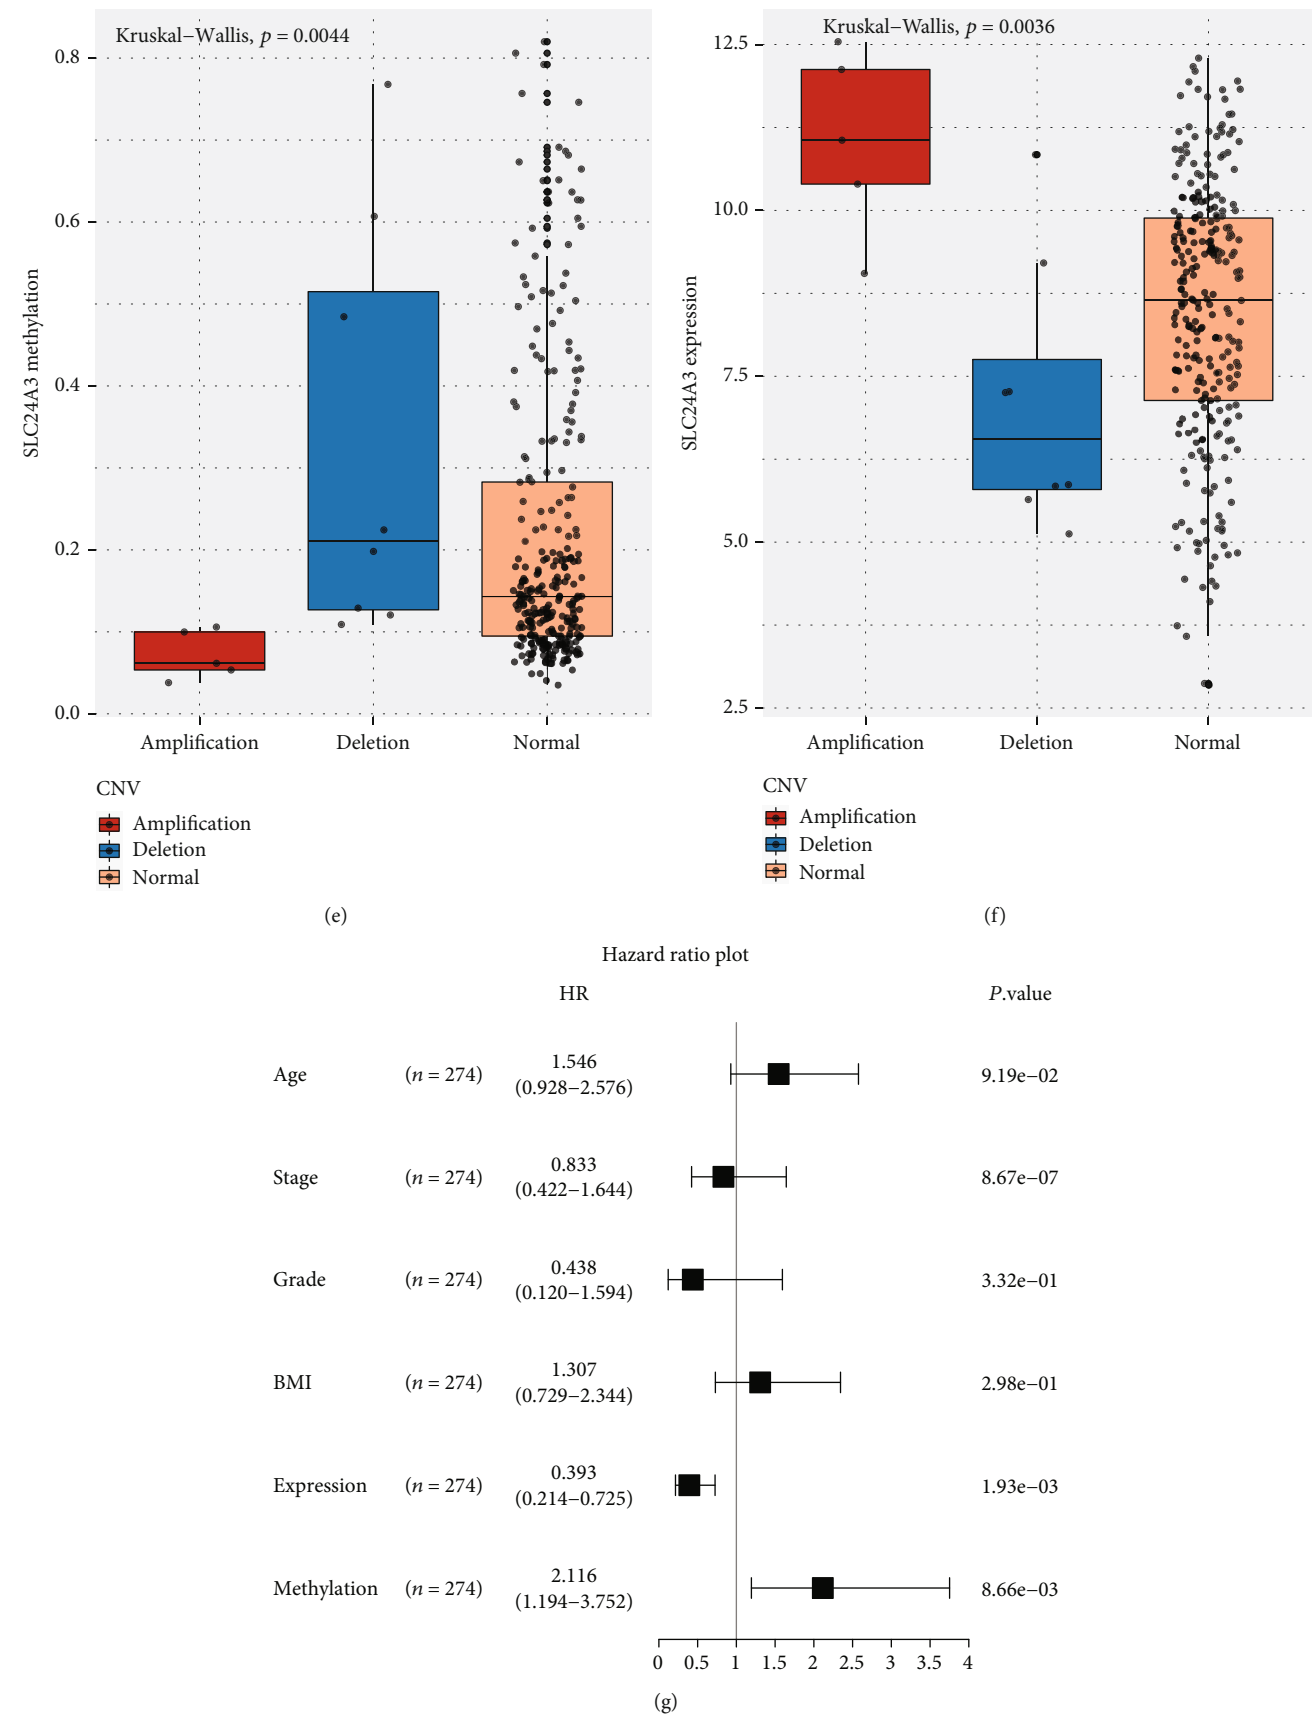 Kruskal−Wallis, p = 0.0044
0.8
0.6
0.4
0.2
0.0
SLC24A3 methylation
Amplification Deletion Normal
CNV
Amplification
Deletion
Normal
(e)
Kruskal−Wallis, p = 0.0036
12.5
10.0
7.5
5.0
2.5
SLC24A3 expression
Amplification Deletion Normal
CNV
Amplification
Deletion
Normal
(f)
Hazard ratio plot
HR P.value
Age (n = 274) 1.546 (0.928−2.576) 9.19e−02
Stage (n = 274) 0.833 (0.422−1.644) 8.67e−07
Grade (n = 274) 0.438 (0.120−1.594) 3.32e−01
BMI (n = 274) 1.307 (0.729−2.344) 2.98e−01
Expression (n = 274) 0.393 (0.214−0.725) 1.93e−03
Methylation (n = 274) 2.116 (1.194−3.752) 8.66e−03
0 0.5 1 1.5 2 2.5 3 3.5 4
(g)